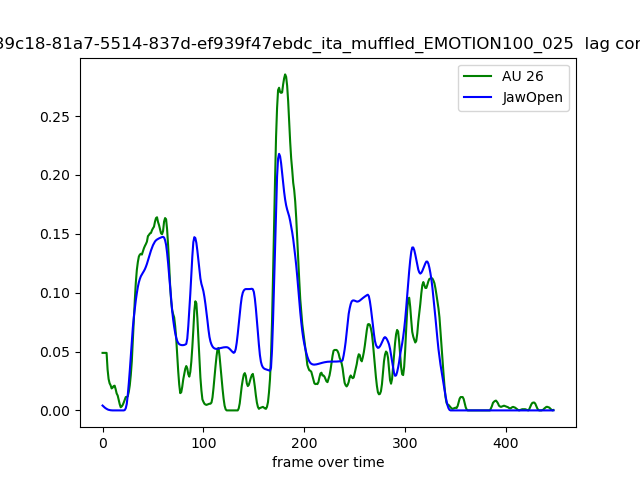 39c18-81a7-5514-837d-ef939f47ebdc_ita_muffled_EMOTION100_025 lag cor
AU 26
JawOpen
0.25
0.20
0.15
0.10
0.05
0.00
0 100 200 300 400
frame over time